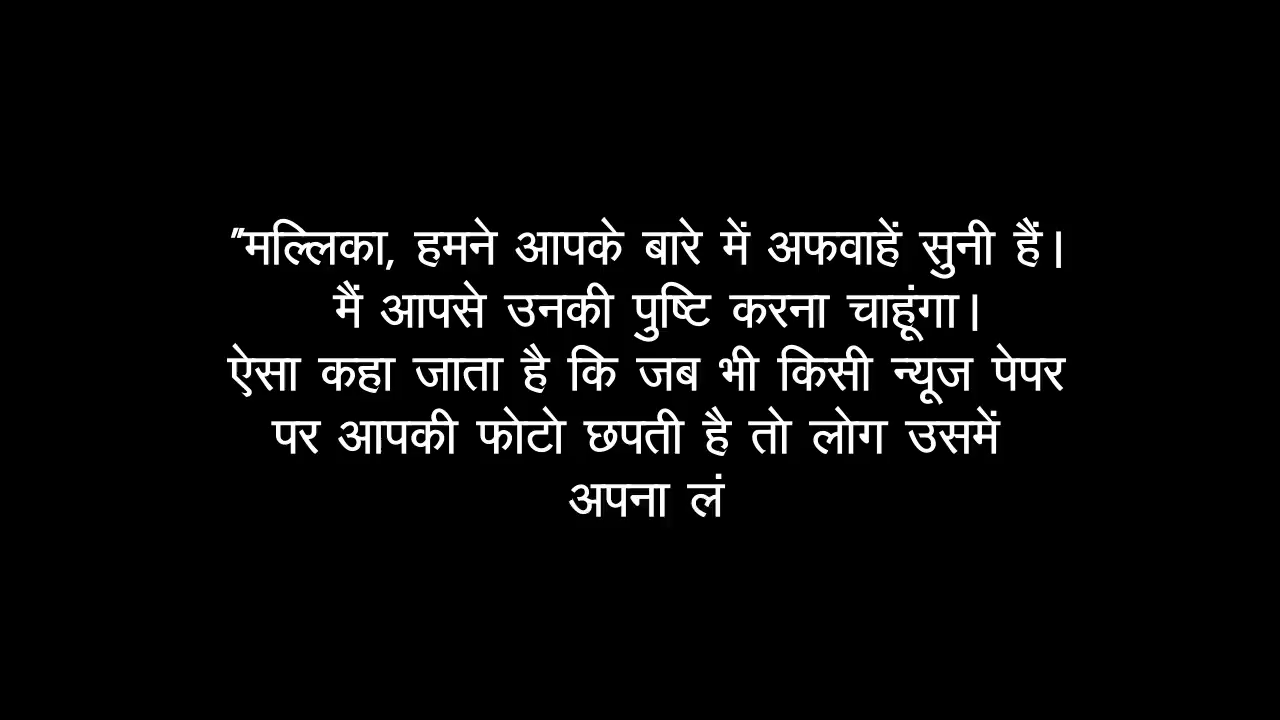 "मल्लिका, हमने आपके बारे में अफवाहें सुनी हैं।
मैं आपसे उनकी पुष्टि करना चाहूंगा।
ऐसा कहा जाता है कि जब भी किसी न्यूज पेपर
पर आपकी फोटो छपती है तो लोग उसमें
अपना लं